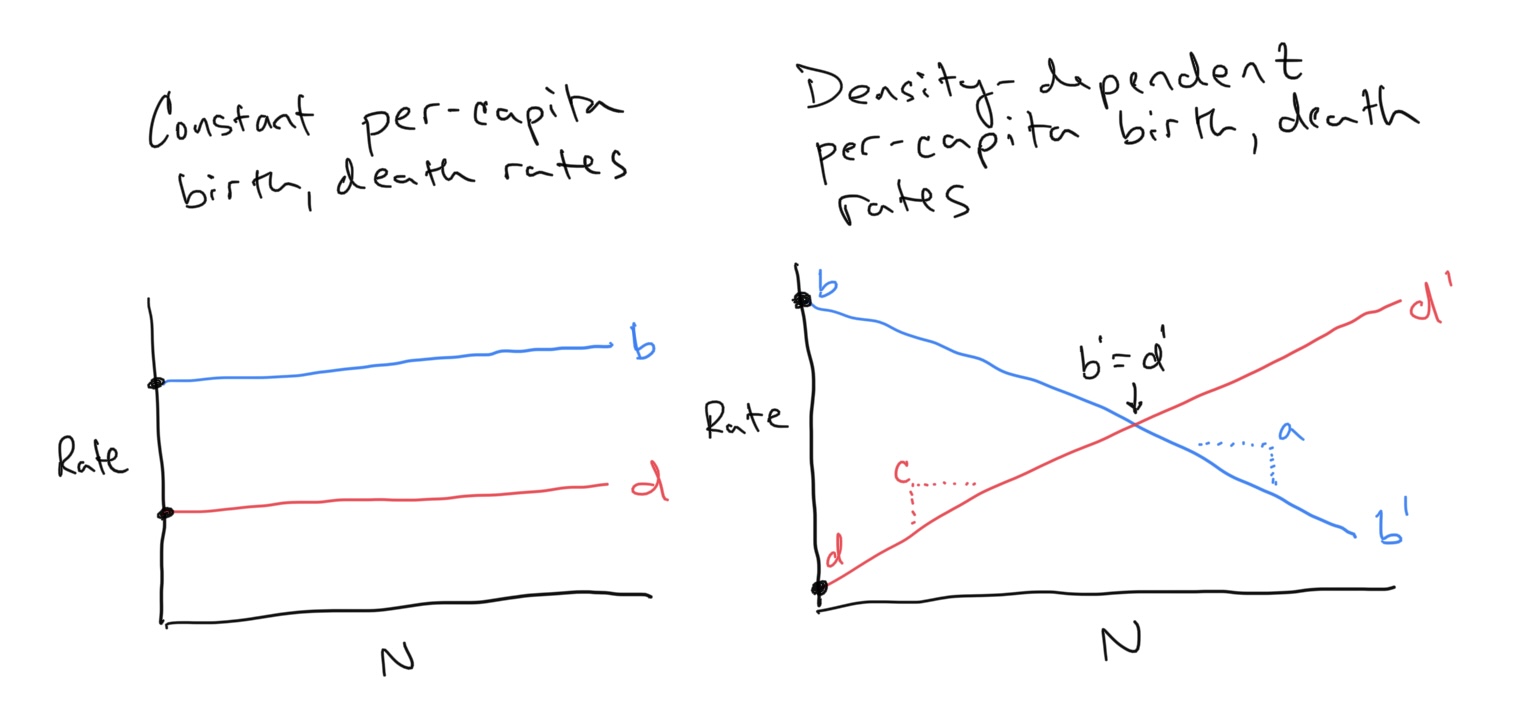 Constant per-capita
birth, death rates
b
d
Rate
N
Density-dependent
per-capita birth, death
rates
b
d'
b' = d'
Rate
a
c
d
b'
N